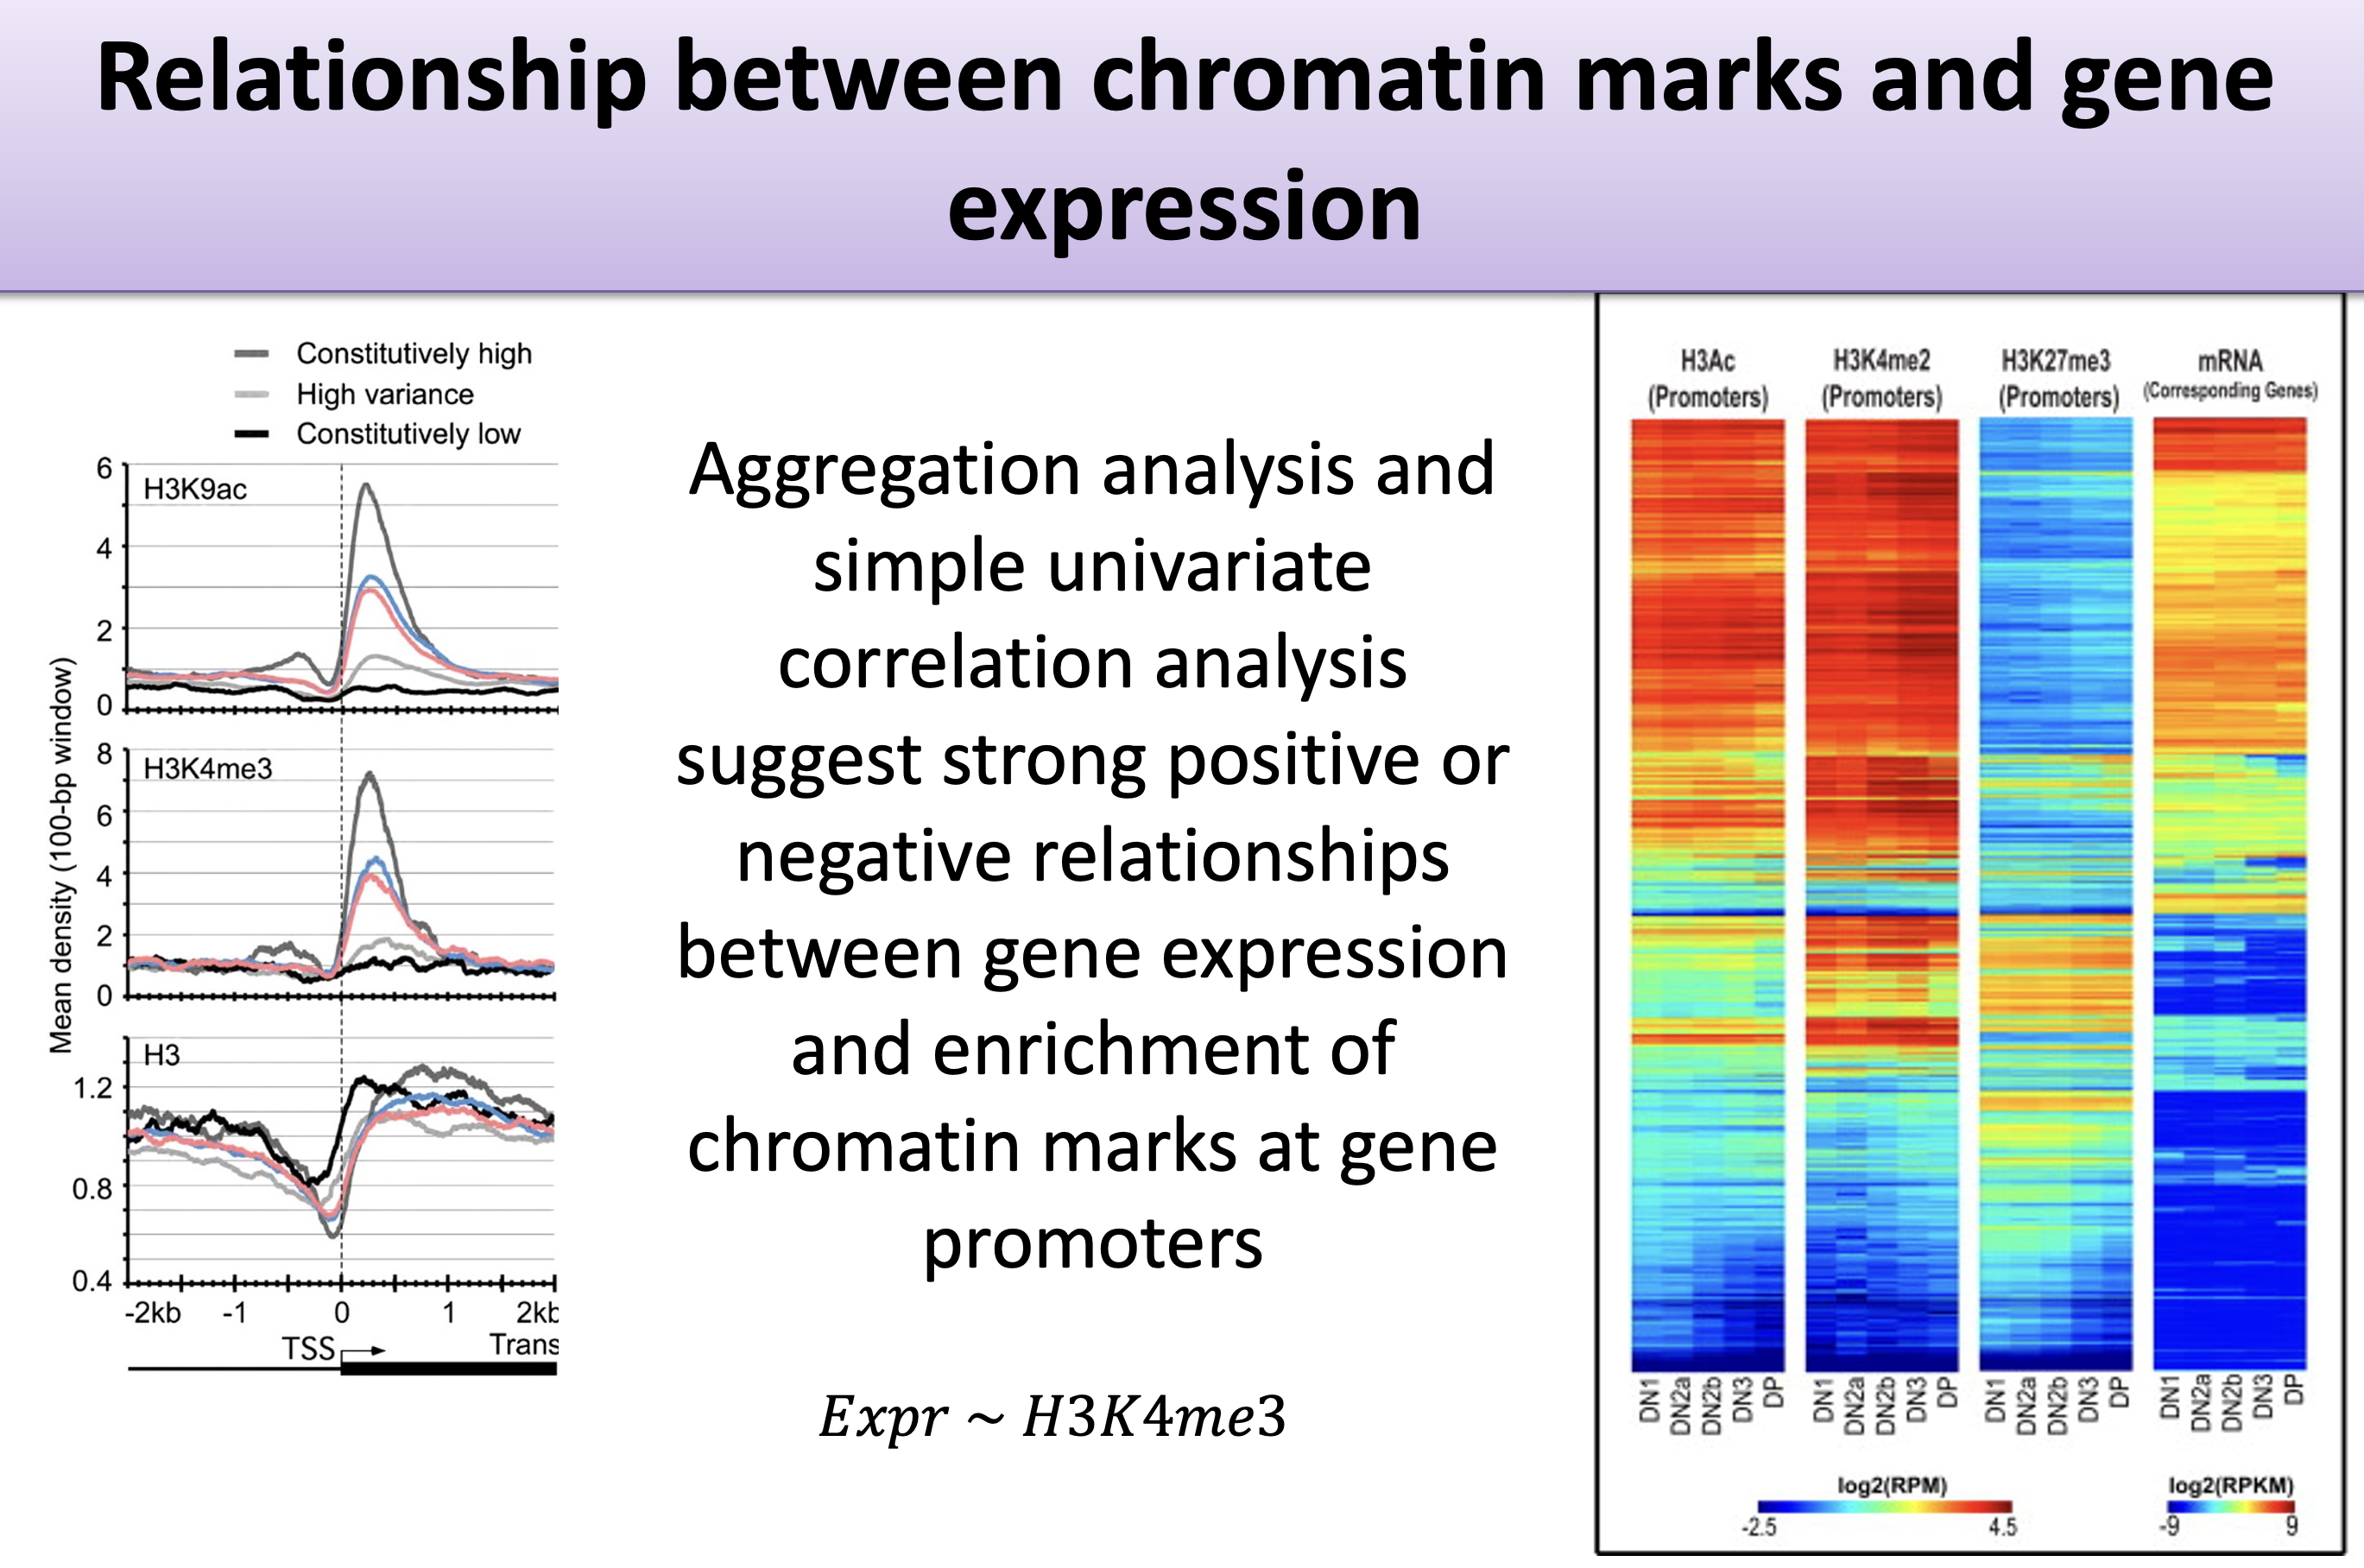 Relationship between chromatin marks and gene
expression
Constitutively high
High variance
Constitutively low
Mean density (100-bp window)
H3K9ac
6
4
2
0
H3K4me3
8
6
4
2
0
H3
1.2
0.8
0.4
-2kb -1 0 1 2kb
TSS Trans
Aggregation analysis and
simple univariate
correlation analysis
suggest strong positive or
negative relationships
between gene expression
and enrichment of
chromatin marks at gene
promoters
Expr ~ H3K4me3
H3Ac
(Promoters)
H3K4me2
(Promoters)
H3K27me3
(Promoters)
mRNA
(Corresponding Genes)
DN1 DN2a DN2b DN3 DP
DN1 DN2a DN2b DN3 DP
DN1 DN2a DN2b DN3 DP
DN1 DN2a DN2b DN3 DP
log2(RPM)
-2.5 4.5
log2(RPKM)
-9 9